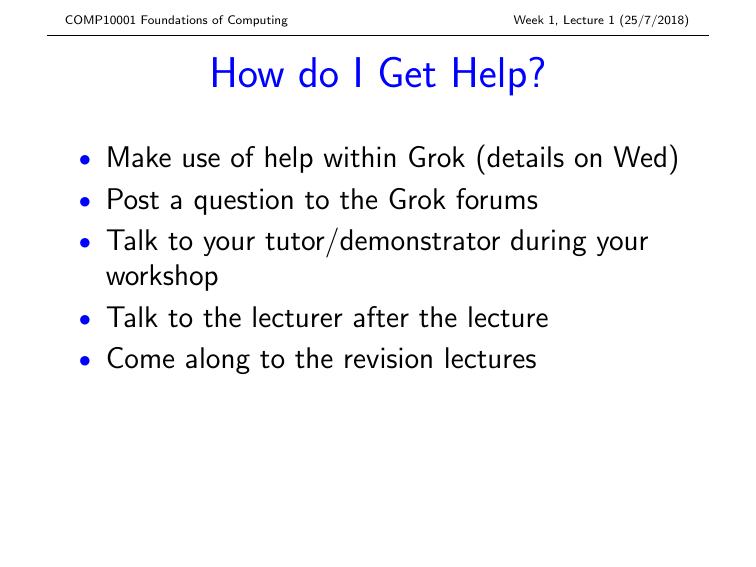 COMP10001 Foundations of Computing
Week 1, Lecture 1 (25/7/2018)
How do I Get Help?
• Make use of help within Grok (details on Wed)
• Post a question to the Grok forums
• Talk to your tutor/demonstrator during your
workshop
• Talk to the lecturer after the lecture
• Come along to the revision lectures